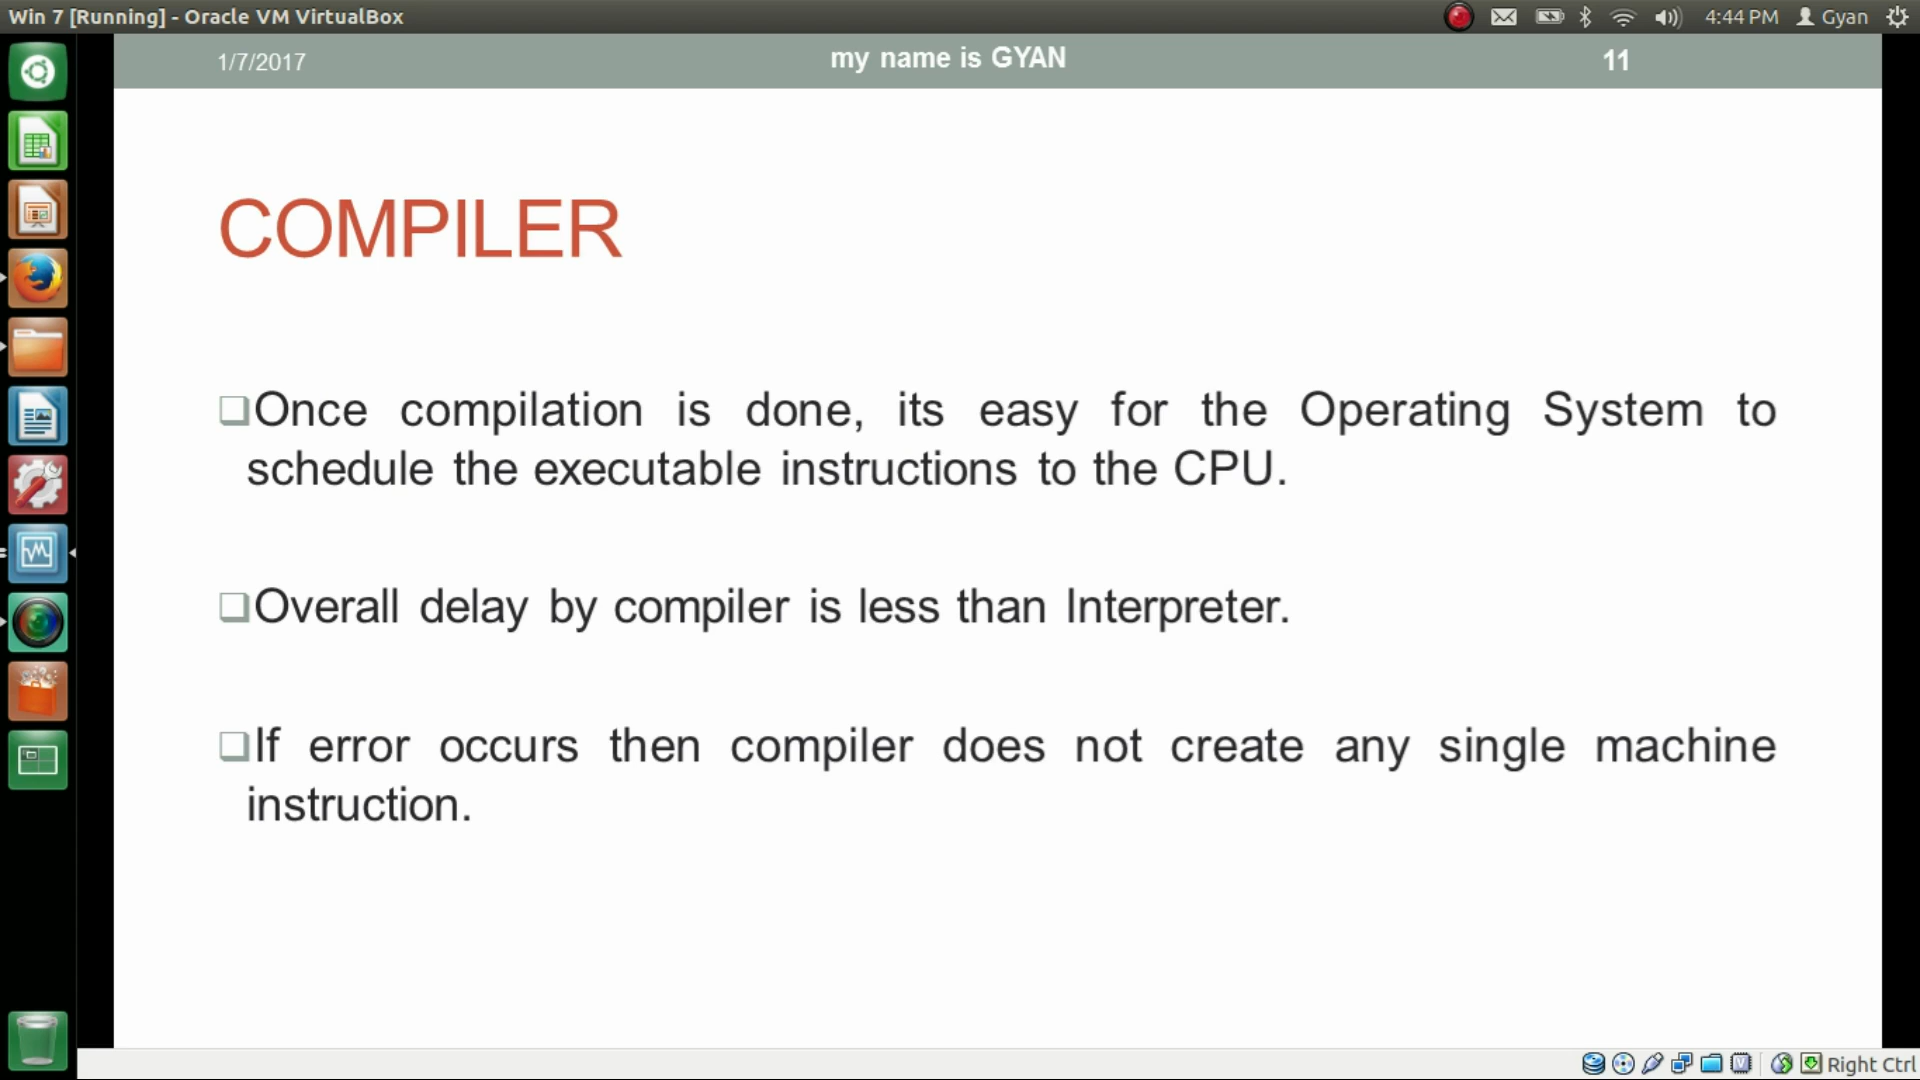 Win 7 [Running] - Oracle VM VirtualBox
4:44 PM Gyan
1/7/2017 my name is GYAN 11
COMPILER
Once compilation is done, its easy for the Operating System to
schedule the executable instructions to the CPU.
Overall delay by compiler is less than Interpreter.
If error occurs then compiler does not create any single machine
instruction.
Right Ctrl